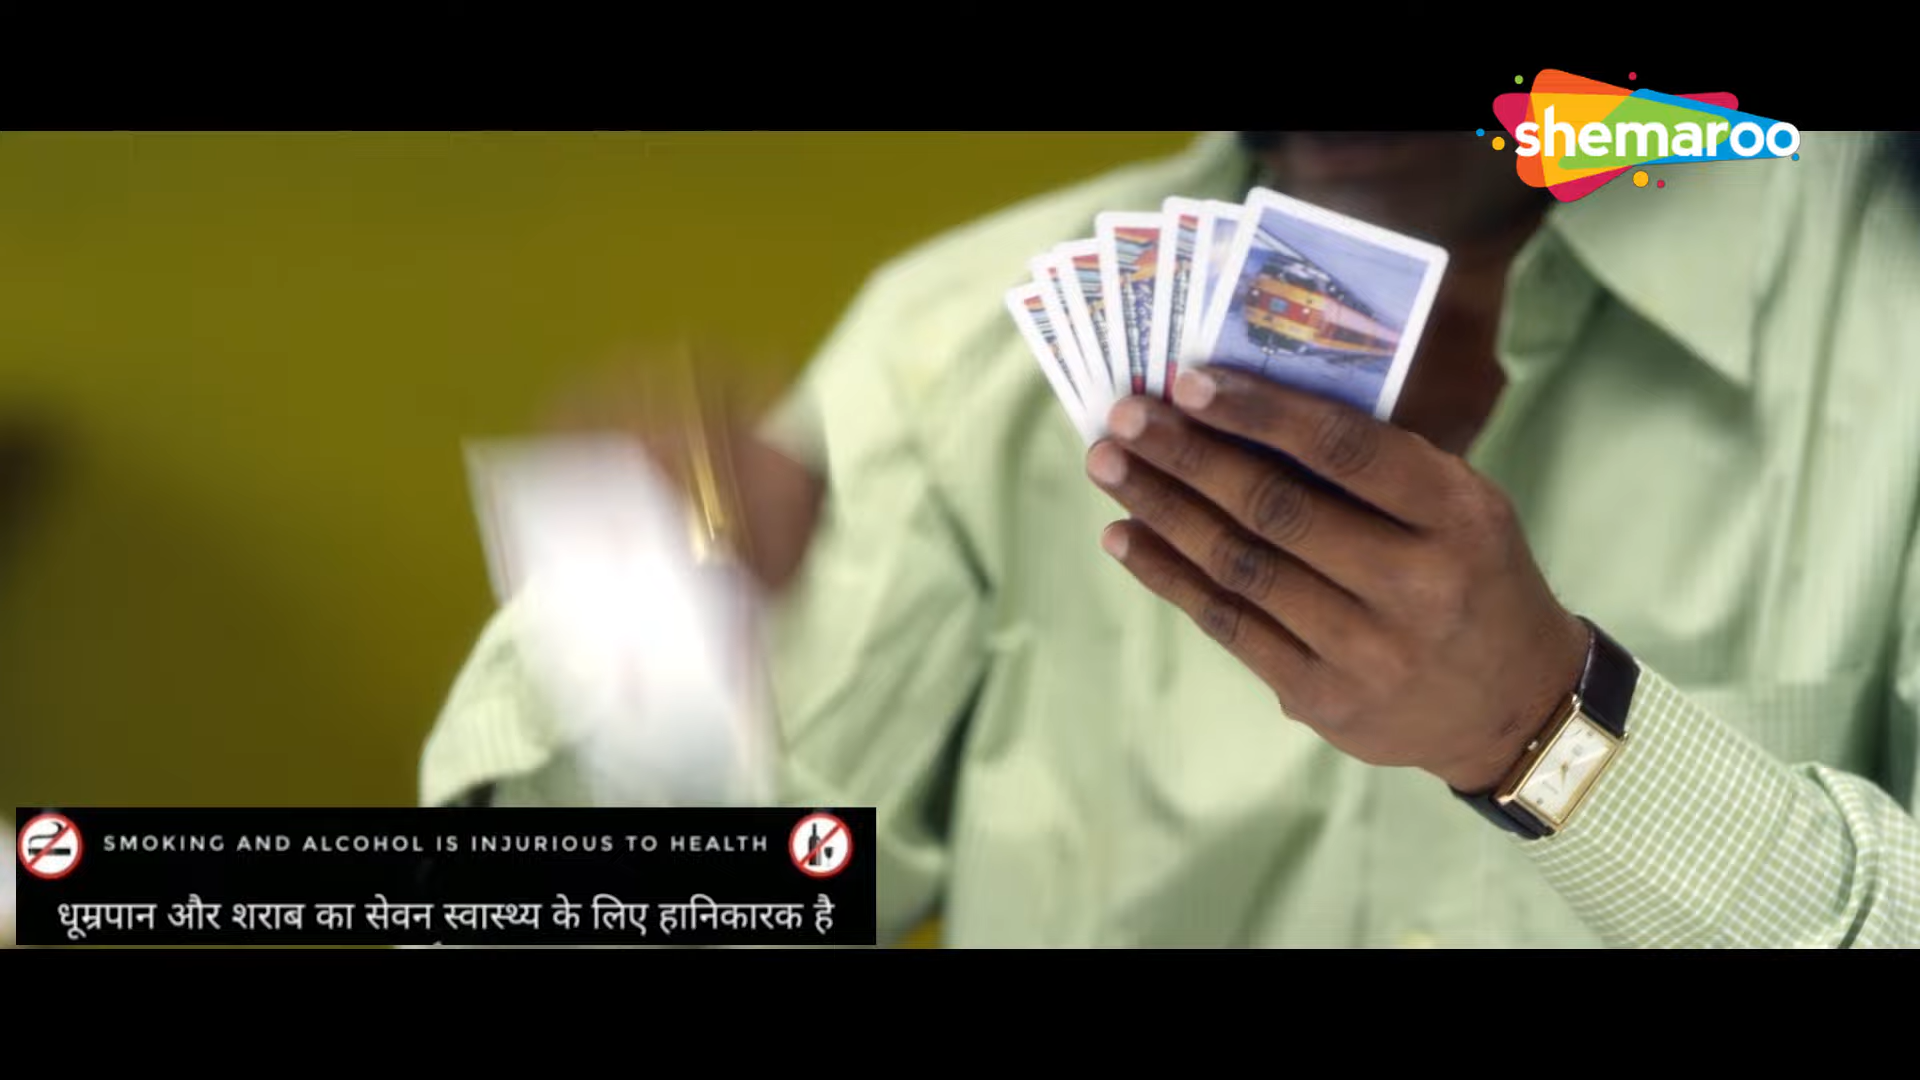 shemaroo
SMOKING AND ALCOHOL IS INJURIOUS TO HEALTH
धूम्रपान और शराब का सेवन स्वास्थ्य के लिए हानिकारक है